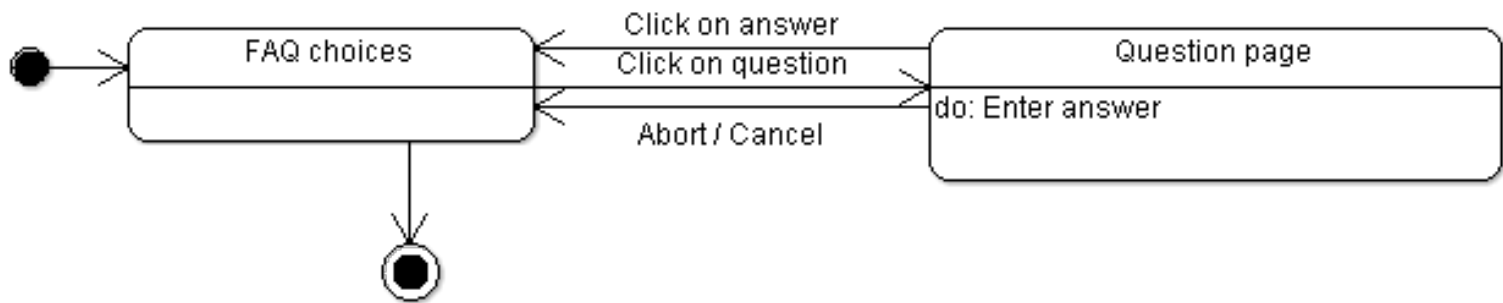 Click on answer
FAQ choices
Question page
Click on question
do: Enter answer
Abort / Cancel